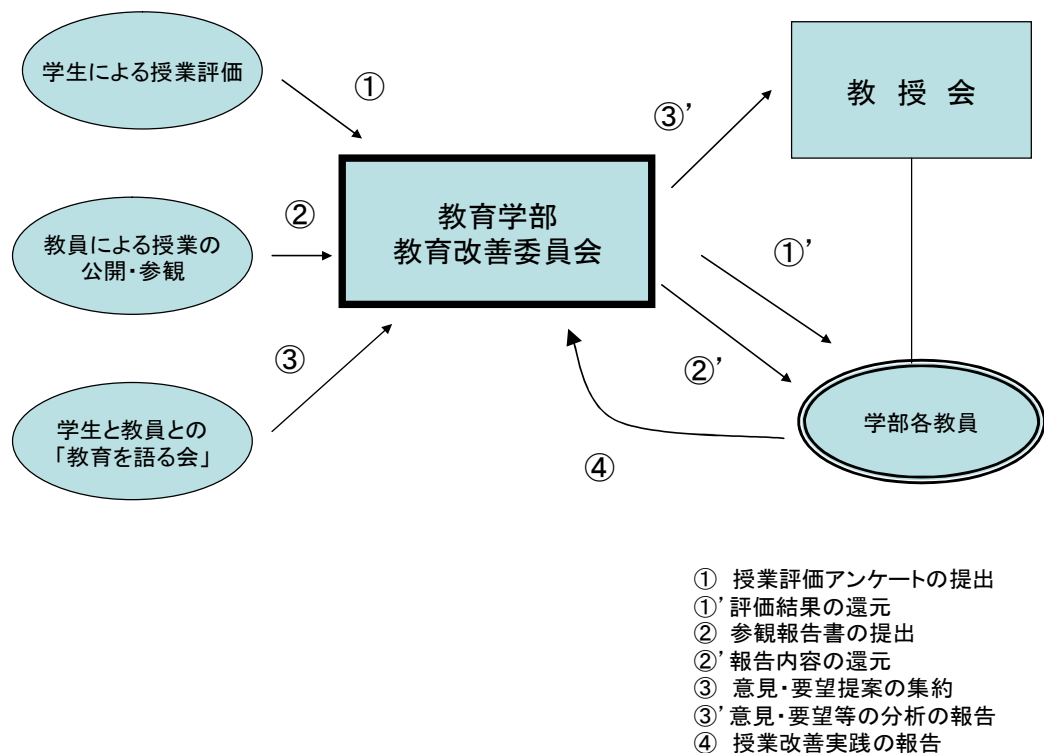 学生による授業評価
①
教 授 会
③’
教育学部
教育改善委員会
②
教員による授業の
公開・参観
①’
③
②’
学生と教員との
「教育を語る会」
学部各教員
④
① 授業評価アンケートの提出
①’評価結果の還元
② 参観報告書の提出
②’報告内容の還元
③ 意見・要望提案の集約
③’意見・要望等の分析の報告
④ 授業改善実践の報告